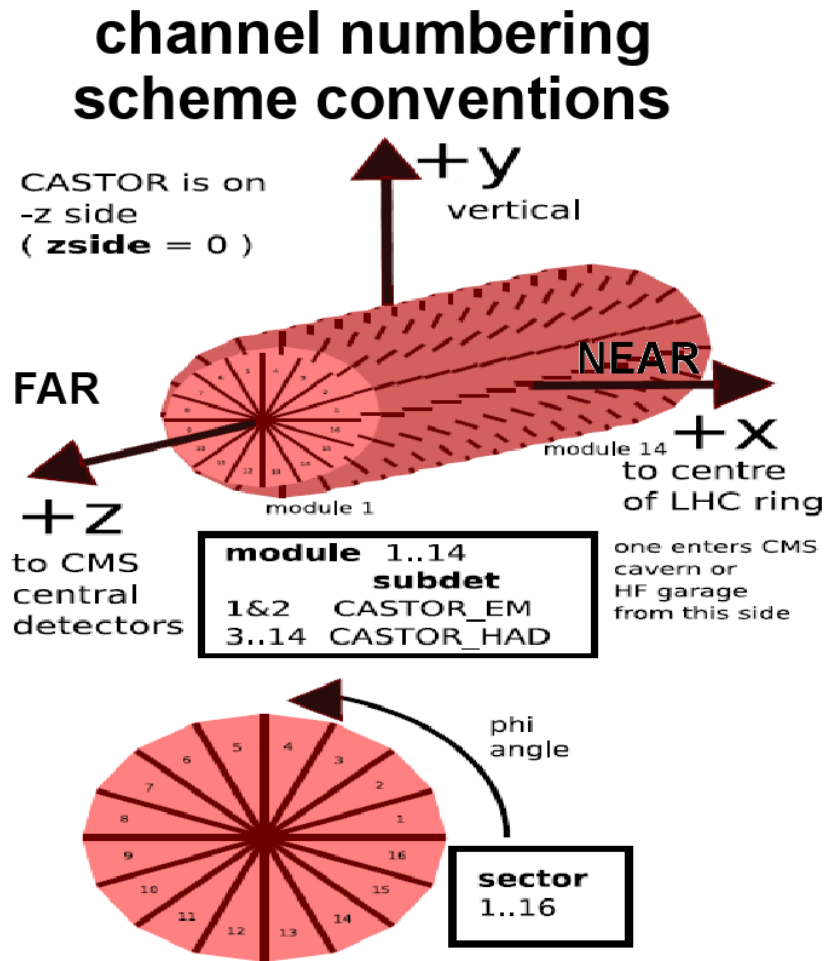 channel numbering
scheme conventions
CASTOR is on
-z side
( zside = 0 )
+y
vertical
FAR
NEAR
+x
to centre
of LHC ring
one enters CMS
cavern or
HF garage
from this side
module 14
module 1
+z
to CMS
central
detectors
module 1..14
subdet
1&2 CASTOR_EM
3..14 CASTOR_HAD
phi
angle
5 4
6 3
7 2
8 1
9 16
10 15
11 14
12 13
sector
1..16